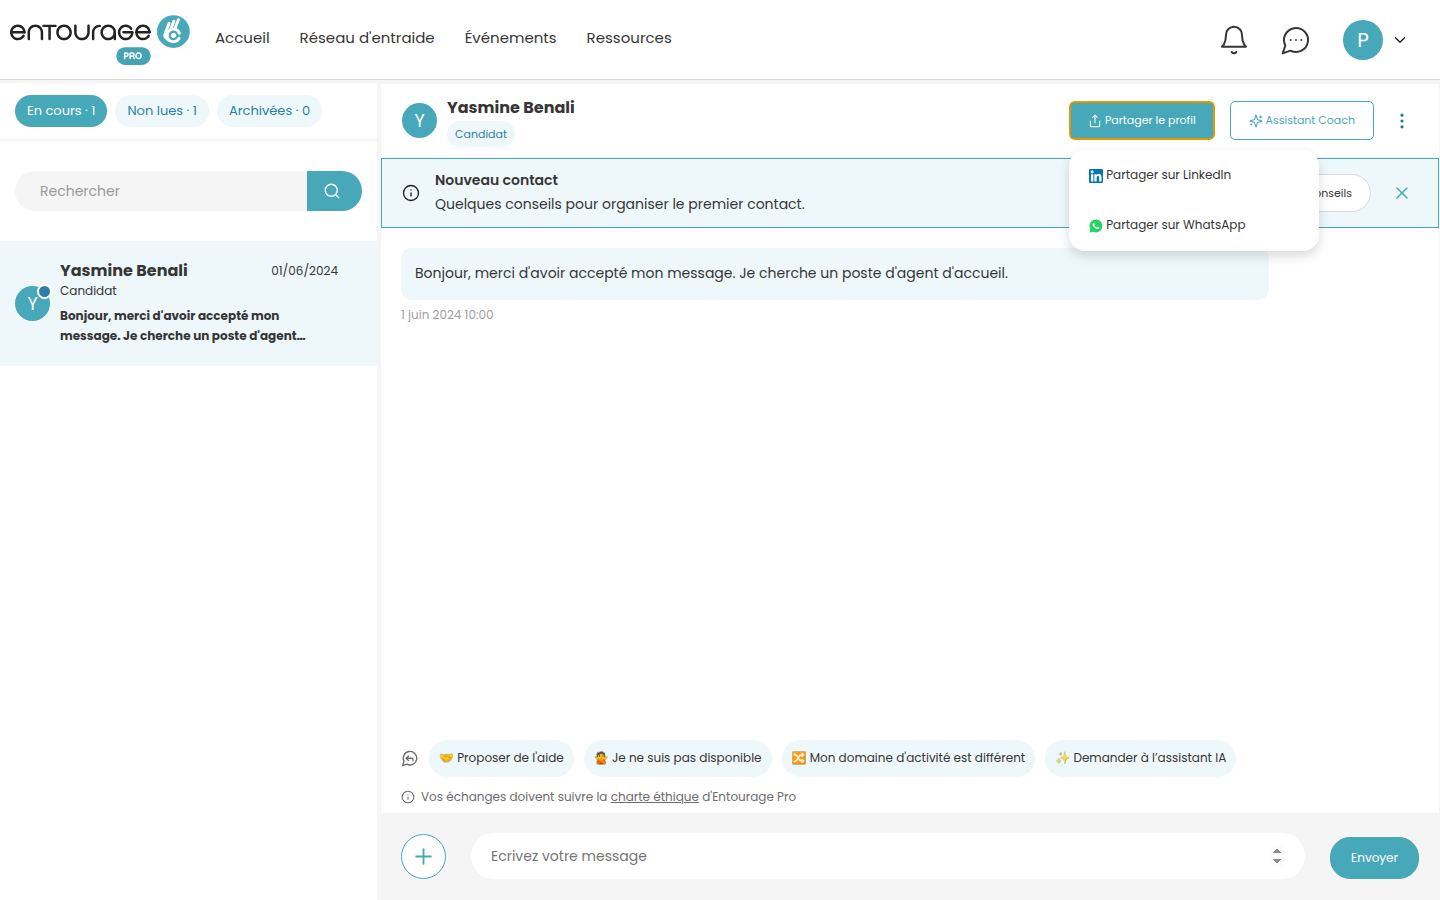 entourage
PRO
Accueil
Réseau d'entraide
Événements
Ressources
P
En cours · 1
Non lues · 1
Archivées · 0
Rechercher
Yasmine Benali
01/06/2024
Y
Candidat
Bonjour, merci d'avoir accepté mon
message. Je cherche un poste d'agent...
Y
Yasmine Benali
Candidat
Partager le profil
Assistant Coach
Partager sur LinkedIn
Partager sur WhatsApp
Nouveau contact
Quelques conseils pour organiser le premier contact.
Bonjour, merci d'avoir accepté mon message. Je cherche un poste d'agent d'accueil.
1 juin 2024 10:00
🤝 Proposer de l'aide
🤷 Je ne suis pas disponible
🔀 Mon domaine d'activité est différent
✨ Demander à l’assistant IA
Vos échanges doivent suivre la charte éthique d'Entourage Pro
Ecrivez votre message
Envoyer